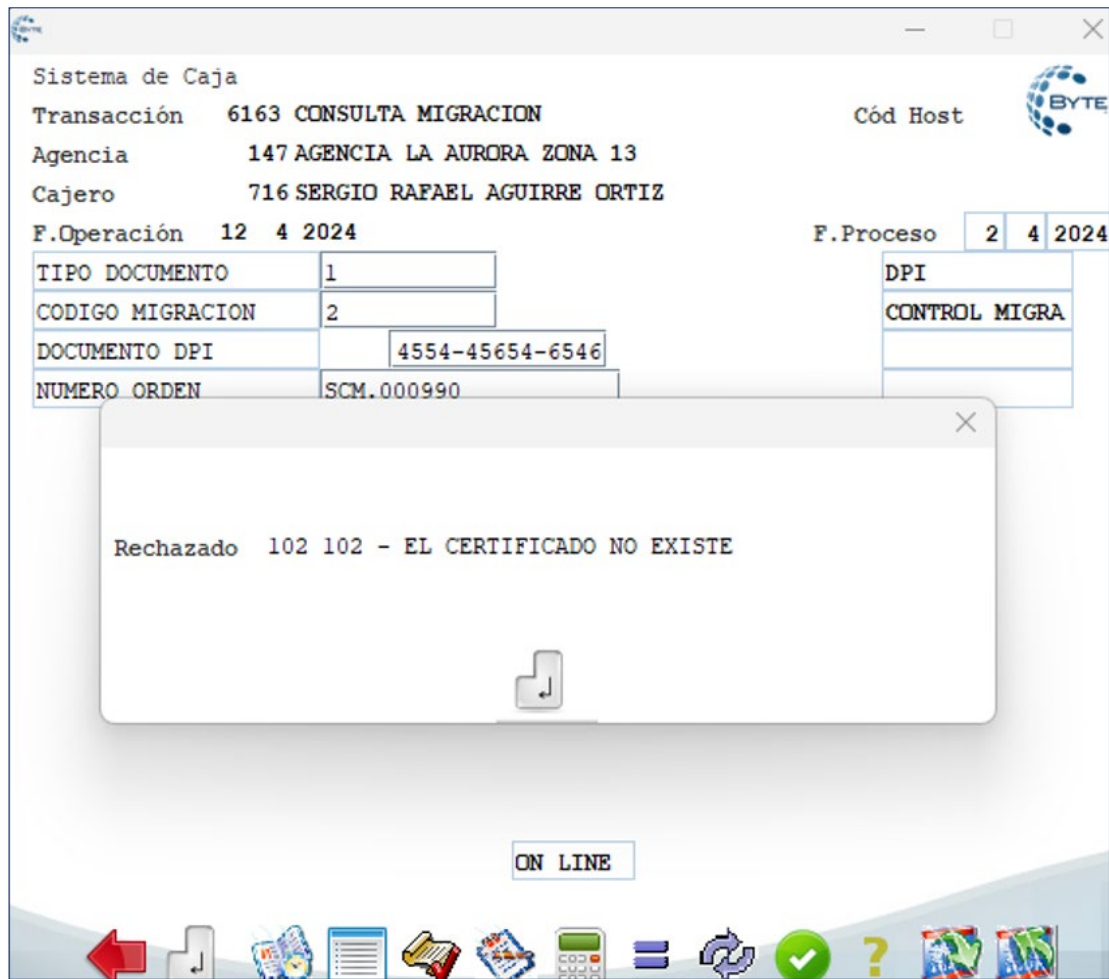 BYTE
Sistema de Caja
BYTE
Transacción 6163 CONSULTA MIGRACION Cód Host
Agencia 147 AGENCIA LA AURORA ZONA 13
Cajero 716 SERGIO RAFAEL AGUIRRE ORTIZ
F.Operación 12 4 2024 F.Proceso 2 4 2024
TIPO DOCUMENTO 1 DPI
CODIGO MIGRACION 2 CONTROL MIGRA
DOCUMENTO DPI 4554-45654-6546
NUMERO ORDEN SCM.000990
Rechazado 102 102 - EL CERTIFICADO NO EXISTE
ON LINE